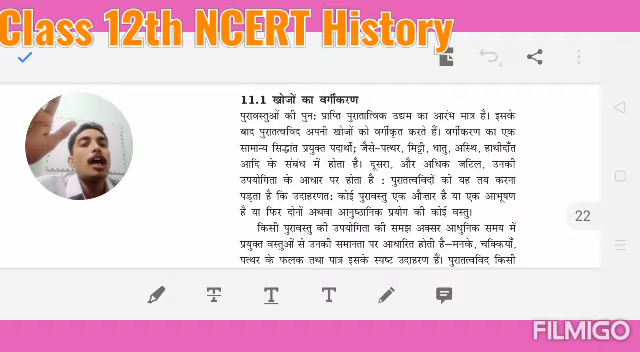 Class 12th NCERT History
11.1 खोजों का वर्गीकरण
पुरावस्तुओं की पुन: प्राप्ति पुरातात्विक उद्यम का आरंभ मात्र है। इसके
बाद पुरातत्वविद अपनी खोजों को वर्गीकृत करते हैं। वर्गीकरण का एक
सामान्य सिद्धांत प्रयुक्त पदार्थों; जैसे–पत्थर, मिट्टी, धातु, अस्थि, हाथीदाँत
आदि के संबंध में होता है। दूसरा, और अधिक जटिल, उनकी
उपयोगिता के आधार पर होता है : पुरातत्वविदों को यह तय करना
पड़ता है कि उदाहरणत: कोई पुरावस्तु एक औज़ार है या एक आभूषण
है या फिर दोनों अथवा आनुष्ठानिक प्रयोग की कोई वस्तु।
किसी पुरावस्तु की उपयोगिता की समझ अक्सर आधुनिक समय में
प्रयुक्त वस्तुओं से उनकी समानता पर आधारित होती है–मनके, चक्कियाँ,
पत्थर के फलक तथा पात्र इसके स्पष्ट उदाहरण हैं। पुरातत्वविद किसी
22
T T T
FILMIGO